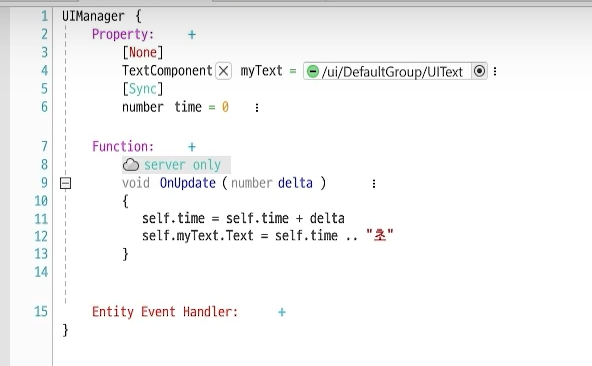 1 UIManager {
2 Property: +
3 [None]
4 TextComponent myText = /ui/DefaultGroup/UIText
5 [Sync]
6 number time = 0
7 Function: +
8 server only
9 void OnUpdate ( number delta )
10 {
11 self.time = self.time + delta
12 self.myText.Text = self.time .. "초"
13 }
14
15 Entity Event Handler: +
}